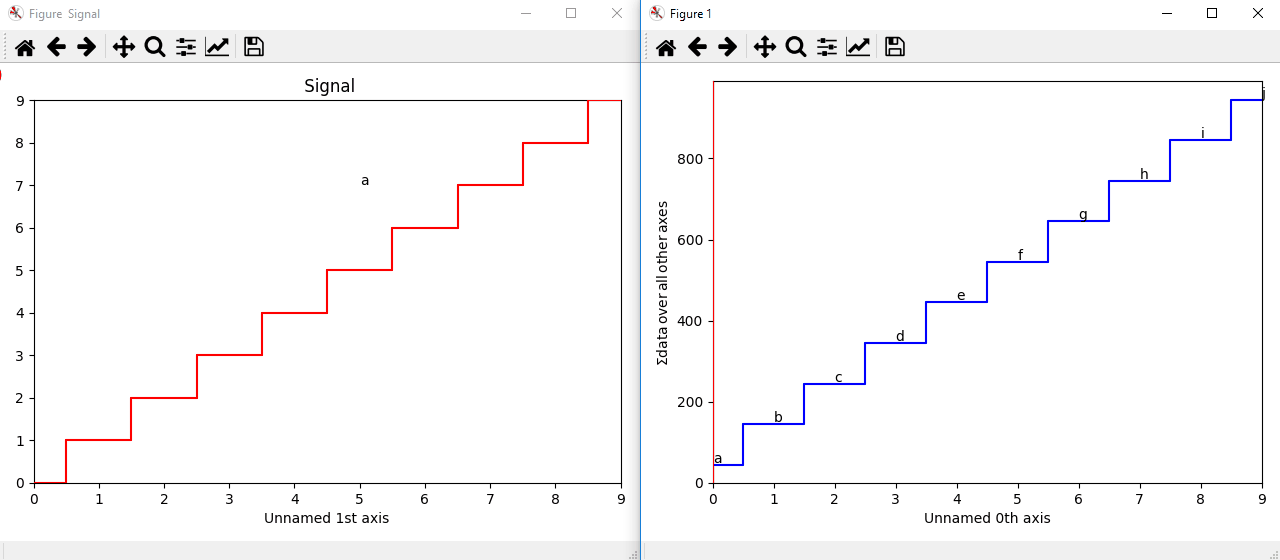 Figure Signal
Signal
9
8
7
6
5
4
3
2
1
0
a
0 1 2 3 4 5 6 7 8 9
Unnamed 1st axis
Figure 1
Σdata over all other axes
800
600
400
200
0
a
b
c
d
e
f
g
h
i
j
0 1 2 3 4 5 6 7 8 9
Unnamed 0th axis